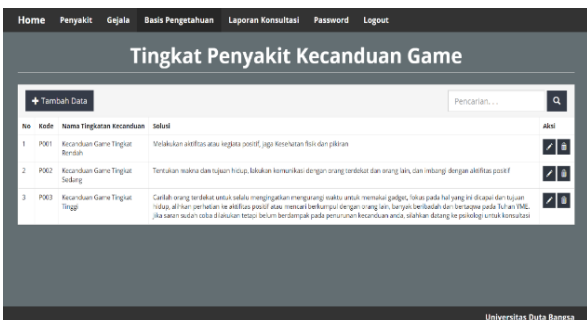 Home Penyakit Gejala Basis Pengetahuan Laporan Konsultasi Password Logout
Tingkat Penyakit Kecanduan Game
+ Tambah Data
Pencarian....
No Kode Nama Tingkatan Kecanduan Solusi Aksi
1 P001 Kecanduan Game Tingkat Rendah Melakukan aktifitas atau kegiata positif, jaga Kesehatan fisik dan pikiran
2 P002 Kecanduan Game Tingkat Sedang Tentukan makna dan tujuan hidup, lakukan komunikasi dengan orang terdekat dan orang lain, dan imbangi dengan aktifitas positif
3 P003 Kecanduan Game Tingkat Tinggi Carilah orang terdekat untuk selalu mengingatkan mengurangi waktu untuk memakai gadget, fokus pada hal yang ini dicapai dan tujuan
hidup, alihkan perhatian ke aktifitas positif atau mencari berkumpul dengan orang lain, banyak beribadah dan bertaqwa pada Tuhan YME.
Jika saran sudah coba dilakukan tetapi belum berdampak pada penurunan kecanduan anda, silahkan datang ke psikologi untuk konsultasi
Universitas Duta Bangsa